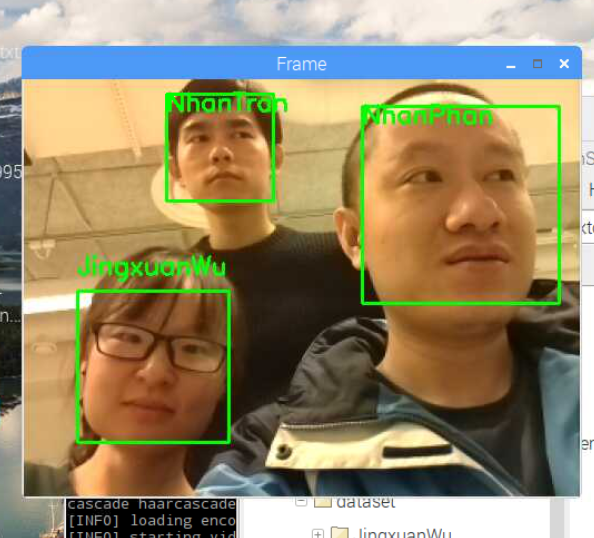 Frame
NhanTran
NhanPhan
JingxuanWu
dataset
cascade haarcascade
[INFO] loading enco
JingxuanWu
[INFO] starting vid